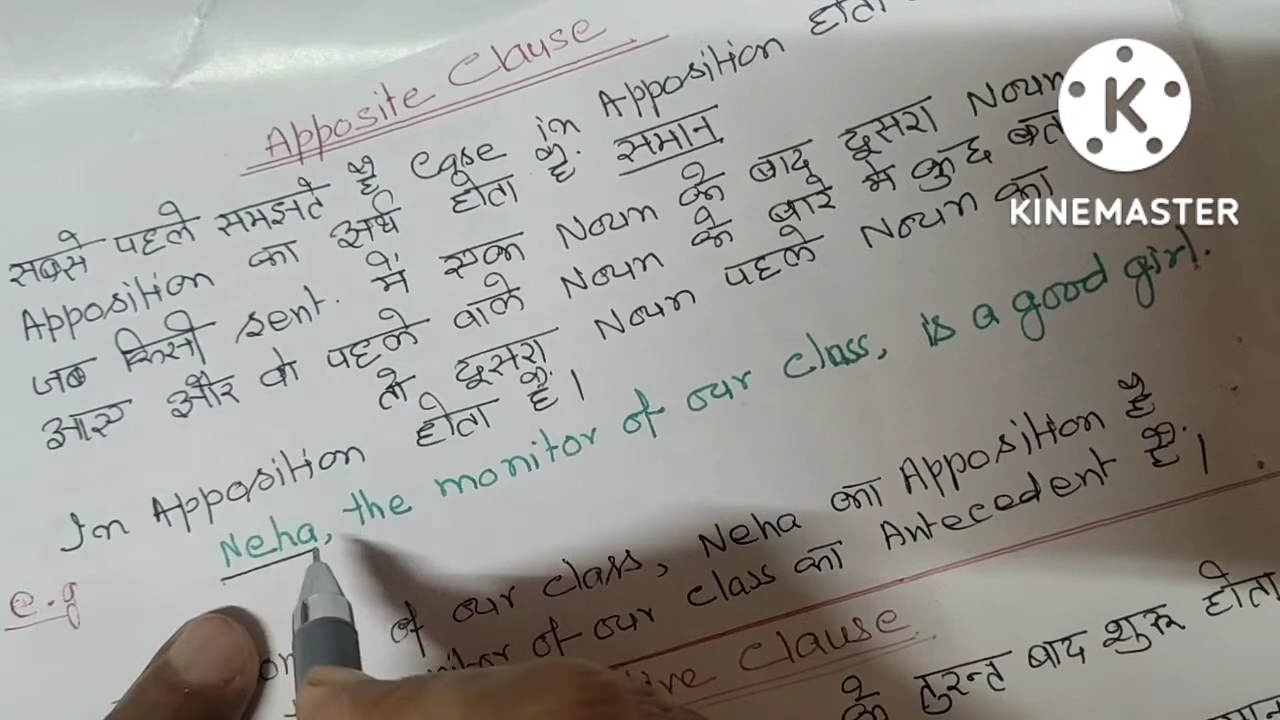 Apposite Clause
सबसे पहले समझते है Case in Apposition होता
Apposition का अर्थ होता है. समान
जब किसी sent. में एक Noun के बाद दूसरा Noun
आए और वो पहले वाले Noun के बारे में कुछ
तो दूसरा Noun पहले Noun का
In Apposition होता है।
e.g Neha, the monitor of our class, is a good girl.
of our class, Neha का Apposition है
of our class का Antecedent है।
Clause
के तुरन्त बाद शुरू होता
KINEMASTER